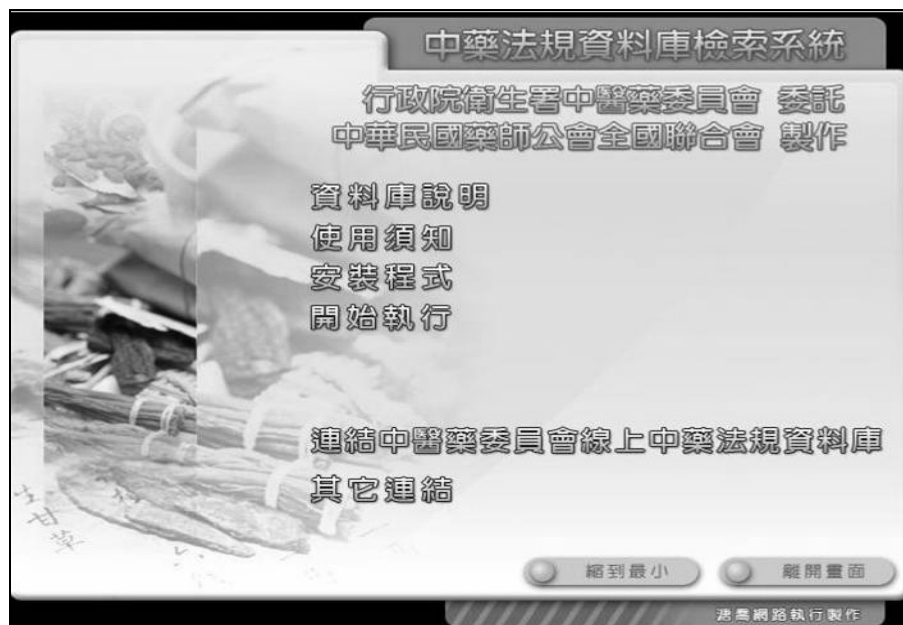 中藥法規資料庫檢索系統
行政院衛生署中醫藥委員會 委託
中華民國藥師公會全國聯合會 製作
資料庫說明
使用須知
安裝程式
開始執行
連結中醫藥委員會線上中藥法規資料庫
其它連結
縮到最小 離開畫面
網路執行製作